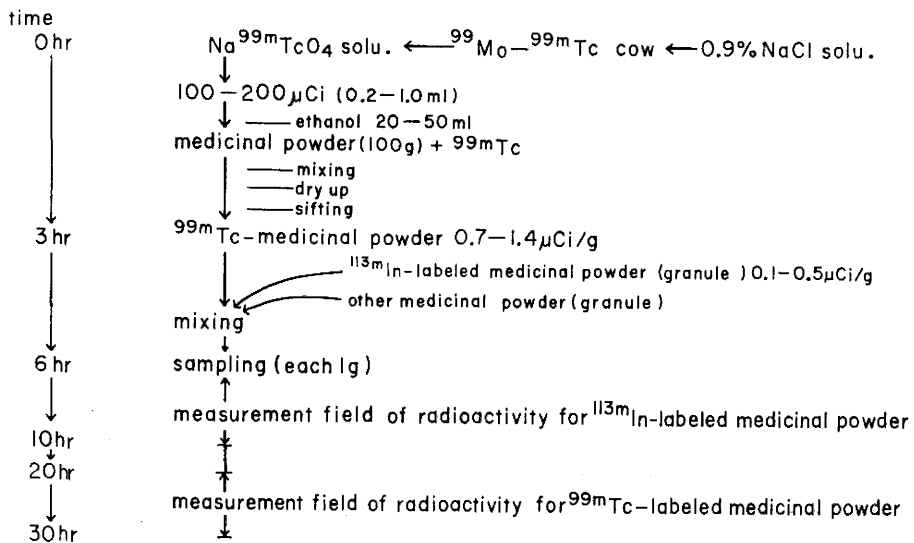 time
0hr Na99mTcO4 solu. ← 99Mo–99mTc cow ← 0.9% NaCl solu.
100–200μCi (0.2–1.0ml)
ethanol 20–50ml
medicinal powder(100g) + 99mTc
mixing
dry up
sifting
3hr 99mTc–medicinal powder 0.7–1.4μCi/g
113mIn-labeled medicinal powder (granule) 0.1–0.5μCi/g
other medicinal powder(granule)
mixing
6hr sampling (each 1g)
measurement field of radioactivity for 113mIn-labeled medicinal powder
10hr
20hr
measurement field of radioactivity for 99mTc-labeled medicinal powder
30hr